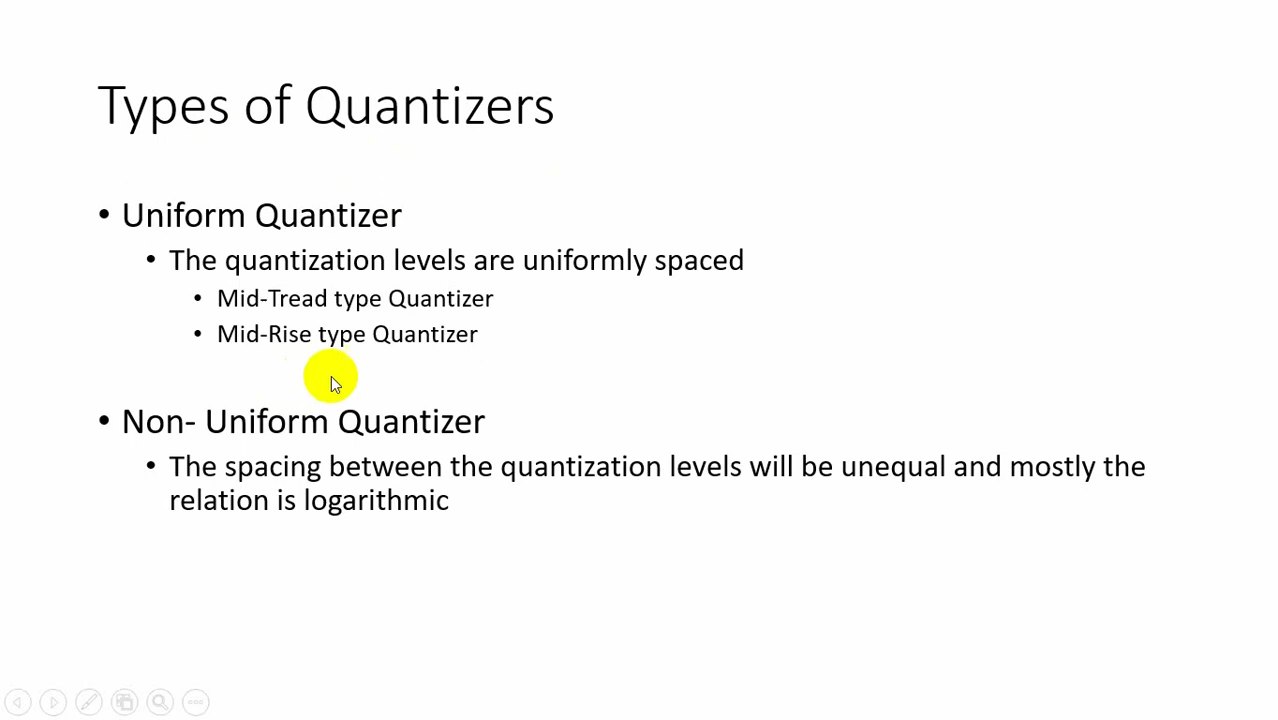 Types of Quantizers
• Uniform Quantizer
• The quantization levels are uniformly spaced
• Mid-Tread type Quantizer
• Mid-Rise type Quantizer
• Non- Uniform Quantizer
• The spacing between the quantization levels will be unequal and mostly the
relation is logarithmic